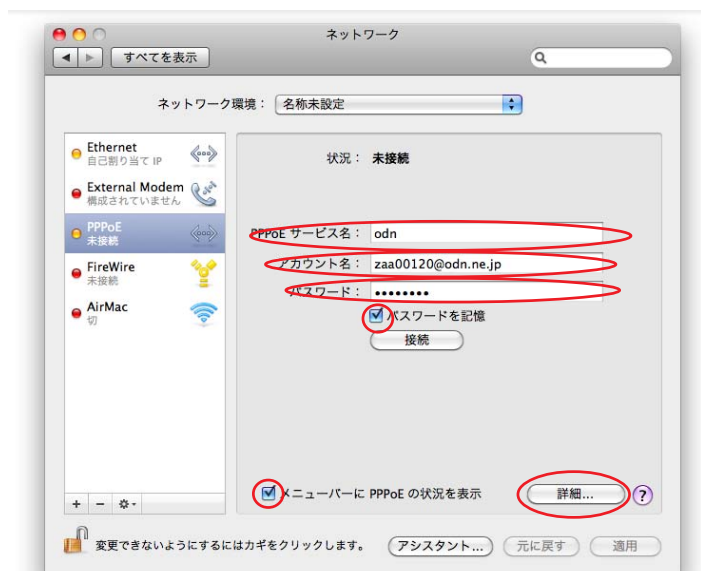 ネットワーク
すべてを表示
ネットワーク環境： 名称未設定
Ethernet
自己割り当て IP
External Modem
構成されていません
PPPoE
未接続
FireWire
未接続
AirMac
切
状況： 未接続
PPPoE サービス名： odn
アカウント名： zaa00120@odn.ne.jp
パスワード： ••••••••
パスワードを記憶
接続
メニューバーに PPPoE の状況を表示
詳細... ?
変更できないようにするにはカギをクリックします。 アシスタント... 元に戻す 適用